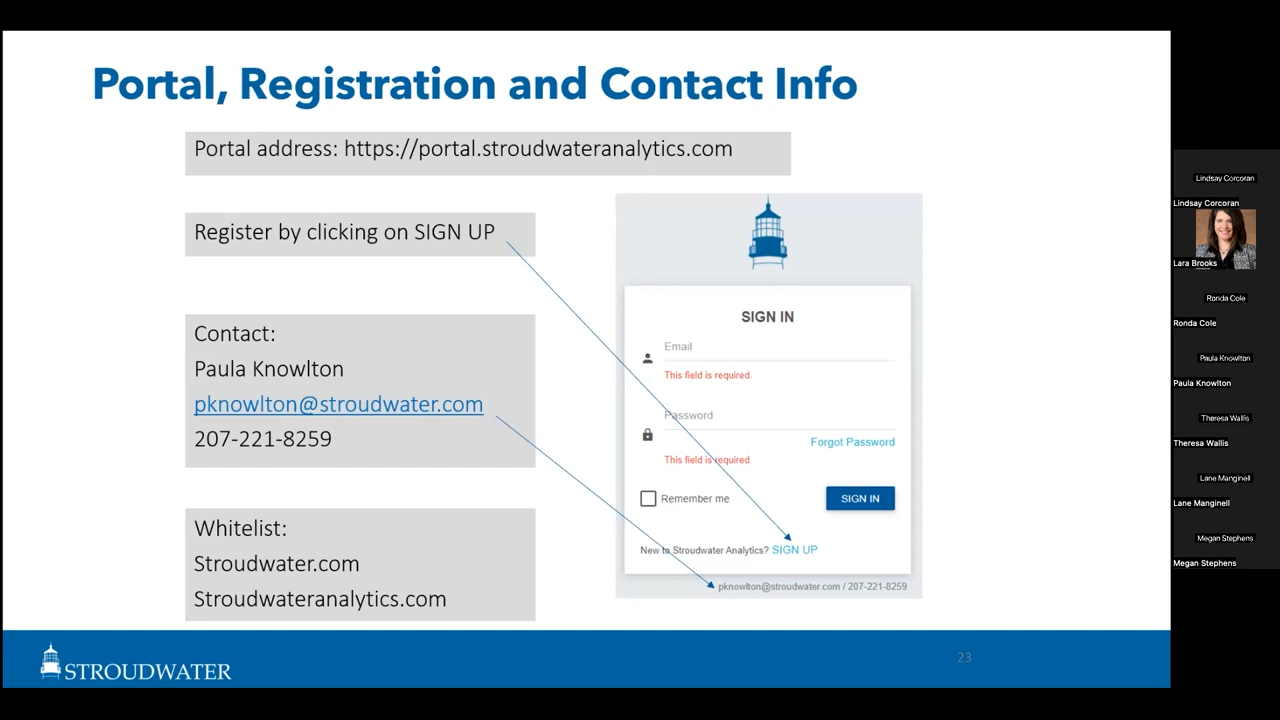 Portal, Registration and Contact Info
Portal address: https://portal.stroudwateranalytics.com
Register by clicking on SIGN UP
Contact:
Paula Knowlton
pknowlton@stroudwater.com
207-221-8259
Whitelist:
Stroudwater.com
Stroudwateranalytics.com
SIGN IN
Email
This field is required.
Password
Forgot Password
This field is required.
Remember me
SIGN IN
New to Stroudwater Analytics? SIGN UP
pknowlton@stroudwater.com / 207-221-8259
STROUDWATER
23
Lindsay Corcoran
Lindsay Corcoran
Lara Brooks
Ronda Cole
Ronda Cole
Paula Knowlton
Paula Knowlton
Theresa Wallis
Theresa Wallis
Lane Manginell
Lane Manginell
Megan Stephens
Megan Stephens